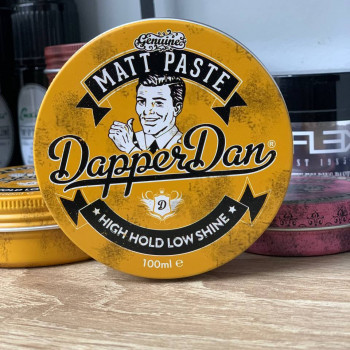 Genuine
MATT PASTE
DapperDan®
D
HIGH HOLD LOW SHINE
100ml e
FLEX